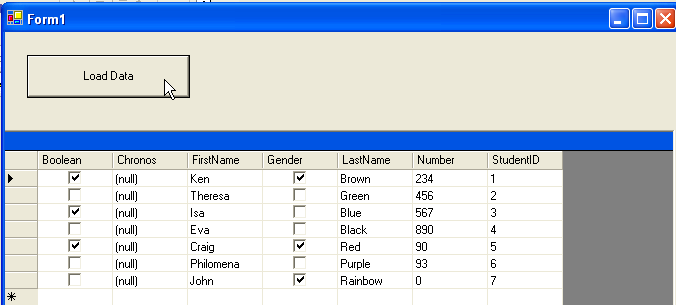 Form1
Load Data
Boolean Chronos FirstName Gender LastName Number StudentID
(null) Ken Brown 234 1
(null) Theresa Green 456 2
(null) Isa Blue 567 3
(null) Eva Black 890 4
(null) Craig Red 90 5
(null) Philomena Purple 93 6
(null) John Rainbow 0 7